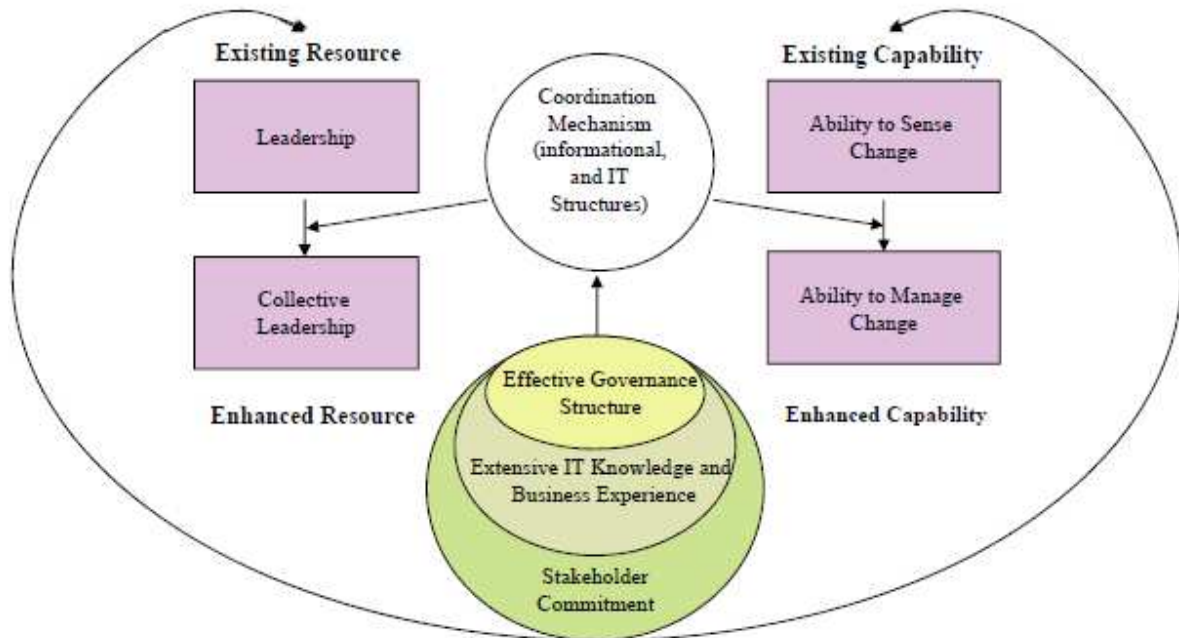 Existing Resource
Leadership
Collective
Leadership
Enhanced Resource
Coordination
Mechanism
(informational,
and IT
Structures)
Effective Governance
Structure
Extensive IT Knowledge and
Business Experience
Stakeholder
Commitment
Existing Capability
Ability to Sense
Change
Ability to Manage
Change
Enhanced Capability